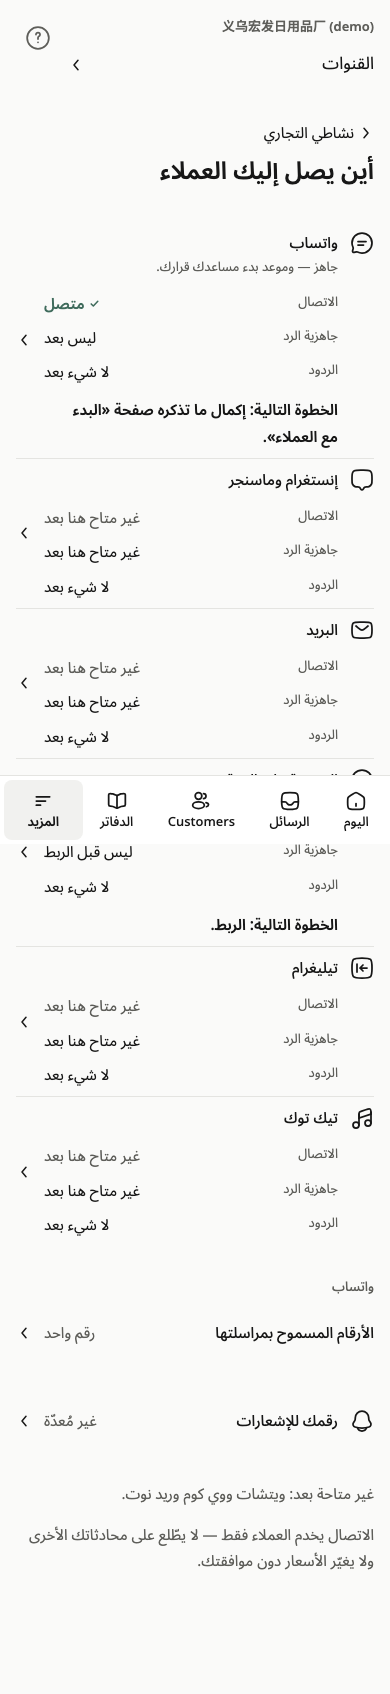 义乌宏发日用品厂 (demo)
القنوات
نشاطي التجاري
أين يصل إليك العملاء
واتساب
جاهز — وموعد بدء مساعدك قرارك.
الاتصال
متصل
جاهزية الرد
ليس بعد
الردود
لا شيء بعد
الخطوة التالية: إكمال ما تذكره صفحة «البدء
مع العملاء».
إنستغرام وماسنجر
الاتصال
غير متاح هنا بعد
جاهزية الرد
غير متاح هنا بعد
الردود
لا شيء بعد
البريد
الاتصال
غير متاح هنا بعد
جاهزية الرد
غير متاح هنا بعد
الردود
لا شيء بعد
اليوم
الرسائل
Customers
الدفاتر
المزيد
جاهزية الرد
ليس قبل الربط
الردود
لا شيء بعد
الخطوة التالية: الربط.
تيليغرام
الاتصال
غير متاح هنا بعد
جاهزية الرد
غير متاح هنا بعد
الردود
لا شيء بعد
تيك توك
الاتصال
غير متاح هنا بعد
جاهزية الرد
غير متاح هنا بعد
الردود
لا شيء بعد
واتساب
الأرقام المسموح بمراسلتها
رقم واحد
رقمك للإشعارات
غير مُعدّة
غير متاحة بعد: ويتشات ووي كوم وريد نوت.
الاتصال يخدم العملاء فقط — لا يطّلع على محادثاتك الأخرى
ولا يغيّر الأسعار دون موافقتك.